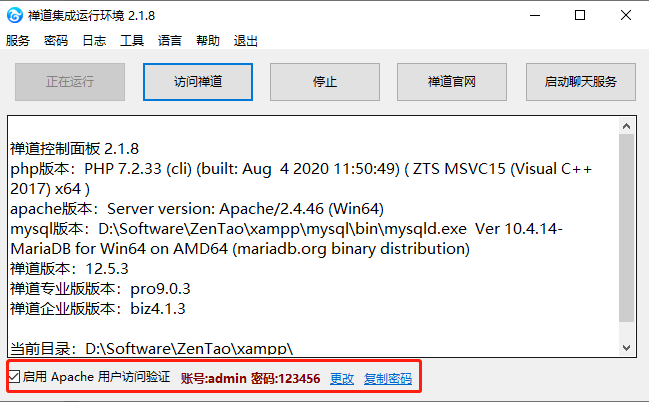 禅道集成运行环境 2.1.8
服务 密码 日志 工具 语言 帮助 退出
正在运行 访问禅道 停止 禅道官网 启动聊天服务
禅道控制面板 2.1.8
php版本：PHP 7.2.33 (cli) (built: Aug  4 2020 11:50:49) ( ZTS MSVC15 (Visual C++
2017) x64 )
apache版本：Server version: Apache/2.4.46 (Win64)
mysql版本：D:\Software\ZenTao\xampp\mysql\bin\mysqld.exe  Ver 10.4.14-
MariaDB for Win64 on AMD64 (mariadb.org binary distribution)
禅道版本：12.5.3
禅道专业版版本：pro9.0.3
禅道企业版版本：biz4.1.3
当前目录：D:\Software\ZenTao\xampp\
启用 Apache 用户访问验证 账号:admin 密码:123456 更改 复制密码